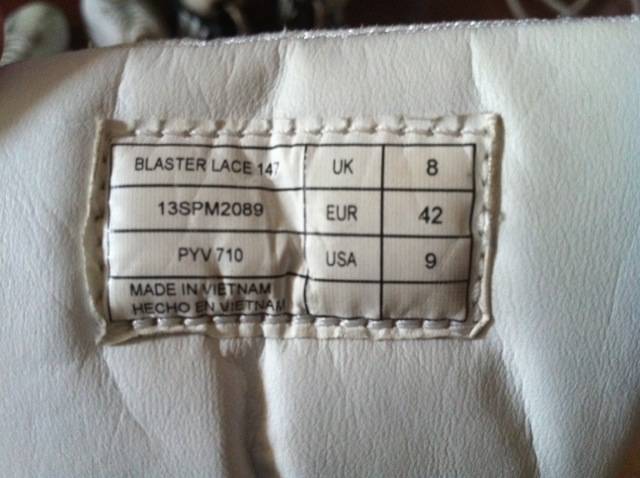 BLASTER LACE 147 UK 8
13SPM2089 EUR 42
PYV 710 USA 9
MADE IN VIETNAM
HECHO EN VIETNAM